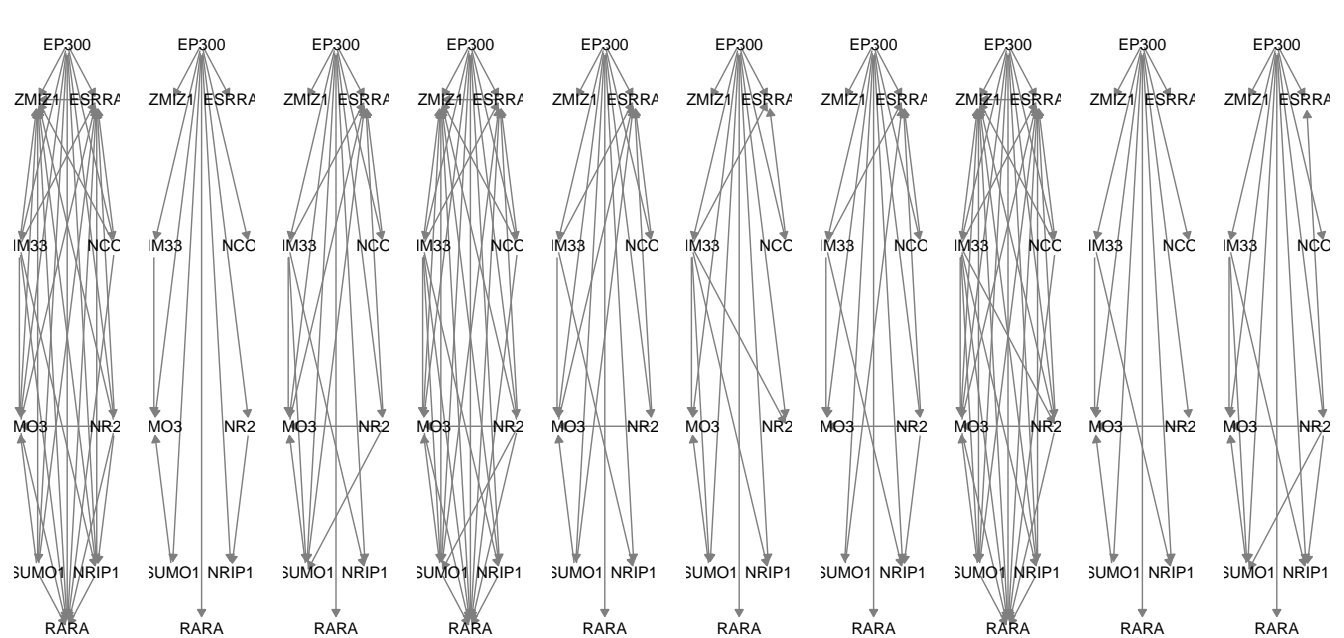 EP300 EP300 EP300 EP300 EP300 EP300 EP300 EP300 EP300 EP300
ZMIZ1 ESRRA ZMIZ1 ESRRA ZMIZ1 ESRRA ZMIZ1 ESRRA ZMIZ1 ESRRA ZMIZ1 ESRRA ZMIZ1 ESRRA ZMIZ1 ESRRA ZMIZ1 ESRRA ZMIZ1 ESRRA
IM33 NCO IM33 NCO IM33 NCO IM33 NCO IM33 NCO IM33 NCO IM33 NCO IM33 NCO IM33 NCO IM33 NCO
MO3 NR2 MO3 NR2 MO3 NR2 MO3 NR2 MO3 NR2 MO3 NR2 MO3 NR2 MO3 NR2 MO3 NR2 MO3 NR2
SUMO1 NRIP1 SUMO1 NRIP1 SUMO1 NRIP1 SUMO1 NRIP1 SUMO1 NRIP1 SUMO1 NRIP1 SUMO1 NRIP1 SUMO1 NRIP1 SUMO1 NRIP1 SUMO1 NRIP1
RARA RARA RARA RARA RARA RARA RARA RARA RARA RARA